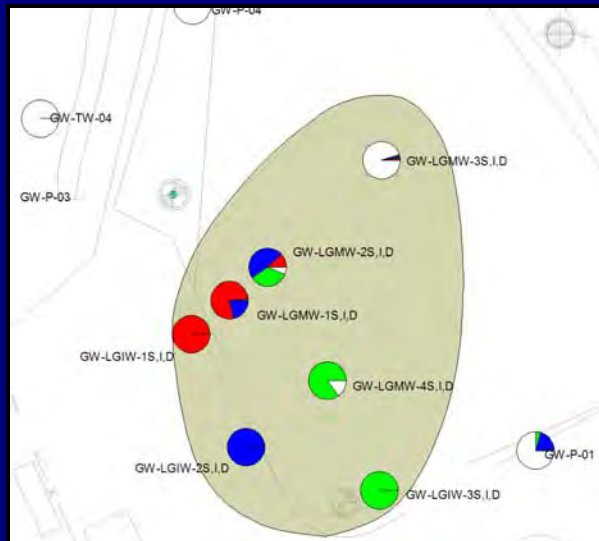 GW-P-04
GW-TW-04
GW-LGMW-3S,I,D
GW-P-03
GW-LGMW-2S,I,D
GW-LGMW-1S,I,D
GW-LGIW-1S,I,D
GW-LGMW-4S,I,D
GW-P-01
GW-LGIW-2S,I,D
GW-LGIW-3S,I,D